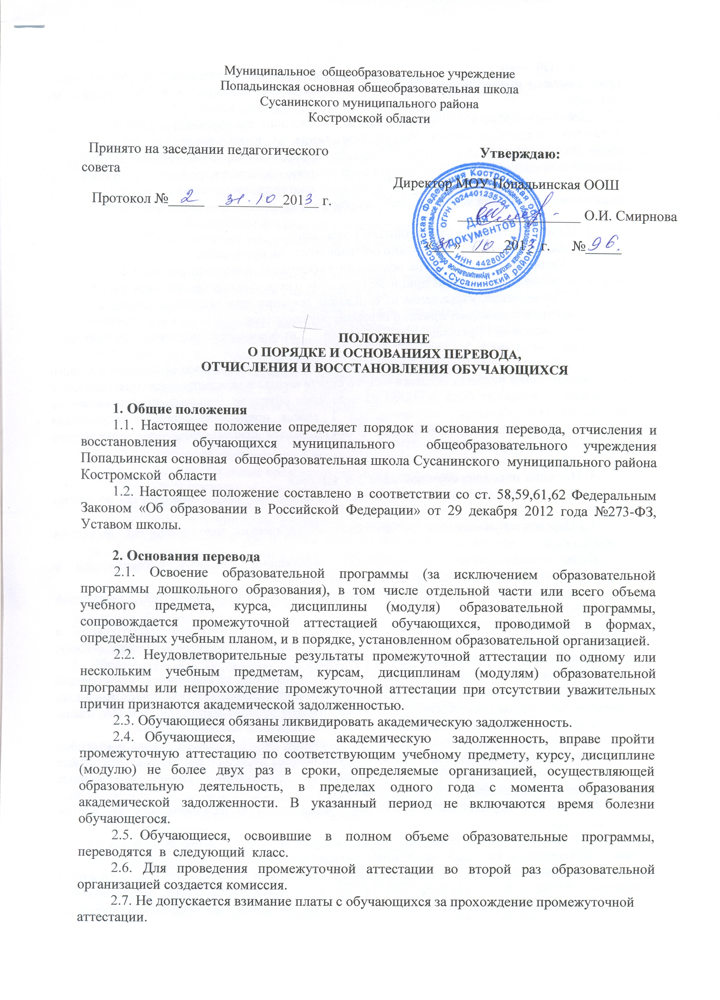 Муниципальное общеобразовательное учреждение
Попадьинская основная общеобразовательная школа
Сусанинского муниципального района
Костромской области
Принято на заседании педагогического
совета
Протокол № 2 31.10 2013 г.
Утверждаю:
Директор МОУ Попадьинская ООШ
О.И. Смирнова
«31» 10 2013 г. № 96.
Российская Федерация Костромская область
Сусанинский район
Муниципальное общеобразовательное учреждение Попадьинская основная общеобразовательная школа
ОГРН 1024401235704
Для
документов
ИНН 4428002
ПОЛОЖЕНИЕ
О ПОРЯДКЕ И ОСНОВАНИЯХ ПЕРЕВОДА,
ОТЧИСЛЕНИЯ И ВОССТАНОВЛЕНИЯ ОБУЧАЮЩИХСЯ
1. Общие положения
1.1. Настоящее положение определяет порядок и основания перевода, отчисления и
восстановления обучающихся муниципального общеобразовательного учреждения
Попадьинская основная общеобразовательная школа Сусанинского муниципального района
Костромской области
1.2. Настоящее положение составлено в соответствии со ст. 58,59,61,62 Федеральным
Законом «Об образовании в Российской Федерации» от 29 декабря 2012 года №273-ФЗ,
Уставом школы.
2. Основания перевода
2.1. Освоение образовательной программы (за исключением образовательной
программы дошкольного образования), в том числе отдельной части или всего объема
учебного предмета, курса, дисциплины (модуля) образовательной программы,
сопровождается промежуточной аттестацией обучающихся, проводимой в формах,
определённых учебным планом, и в порядке, установленном образовательной организацией.
2.2. Неудовлетворительные результаты промежуточной аттестации по одному или
нескольким учебным предметам, курсам, дисциплинам (модулям) образовательной
программы или непрохождение промежуточной аттестации при отсутствии уважительных
причин признаются академической задолженностью.
2.3. Обучающиеся обязаны ликвидировать академическую задолженность.
2.4. Обучающиеся, имеющие академическую задолженность, вправе пройти
промежуточную аттестацию по соответствующим учебному предмету, курсу, дисциплине
(модулю) не более двух раз в сроки, определяемые организацией, осуществляющей
образовательную деятельность, в пределах одного года с момента образования
академической задолженности. В указанный период не включаются время болезни
обучающегося.
2.5. Обучающиеся, освоившие в полном объеме образовательные программы,
переводятся в следующий класс.
2.6. Для проведения промежуточной аттестации во второй раз образовательной
организацией создается комиссия.
2.7. Не допускается взимание платы с обучающихся за прохождение промежуточной
аттестации.